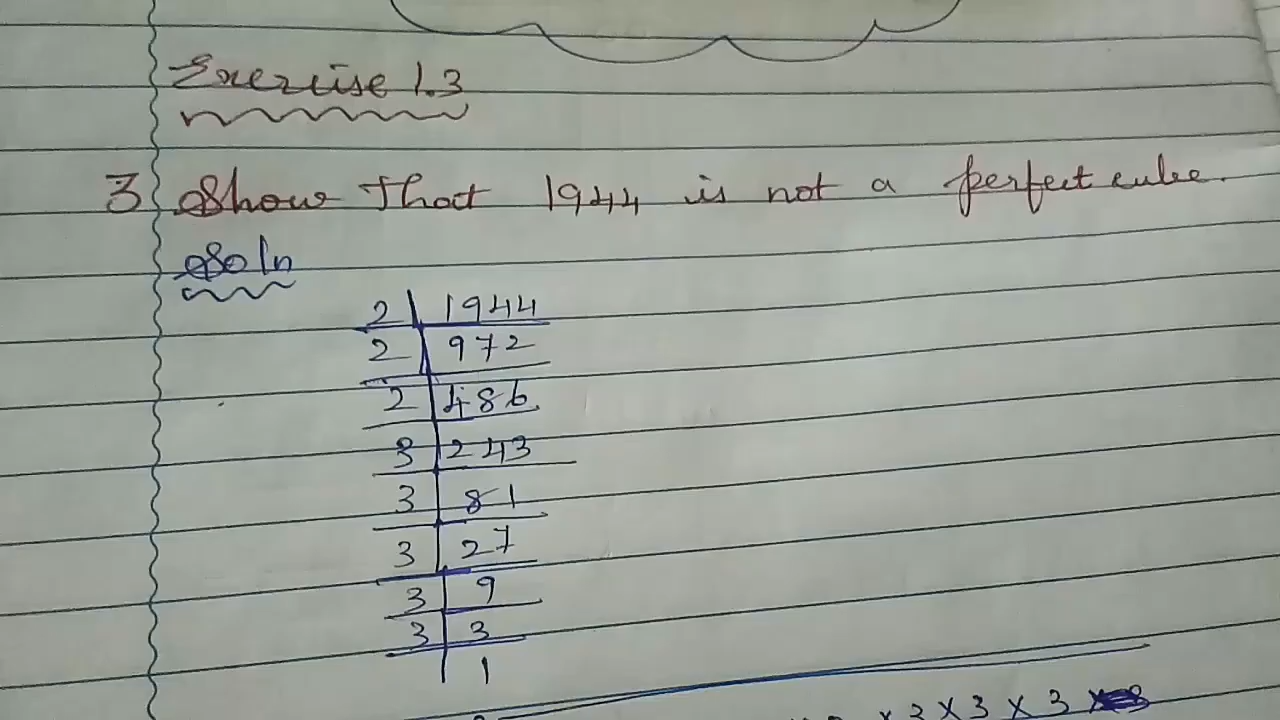 Exercise 1.3
3 Show That 1944 is not a perfect cube.
Soln
2 | 1944
2 | 972
2 | 486
3 | 243
3 | 81
3 | 27
3 | 9
3 | 3
1
x 3 x 3 x 3